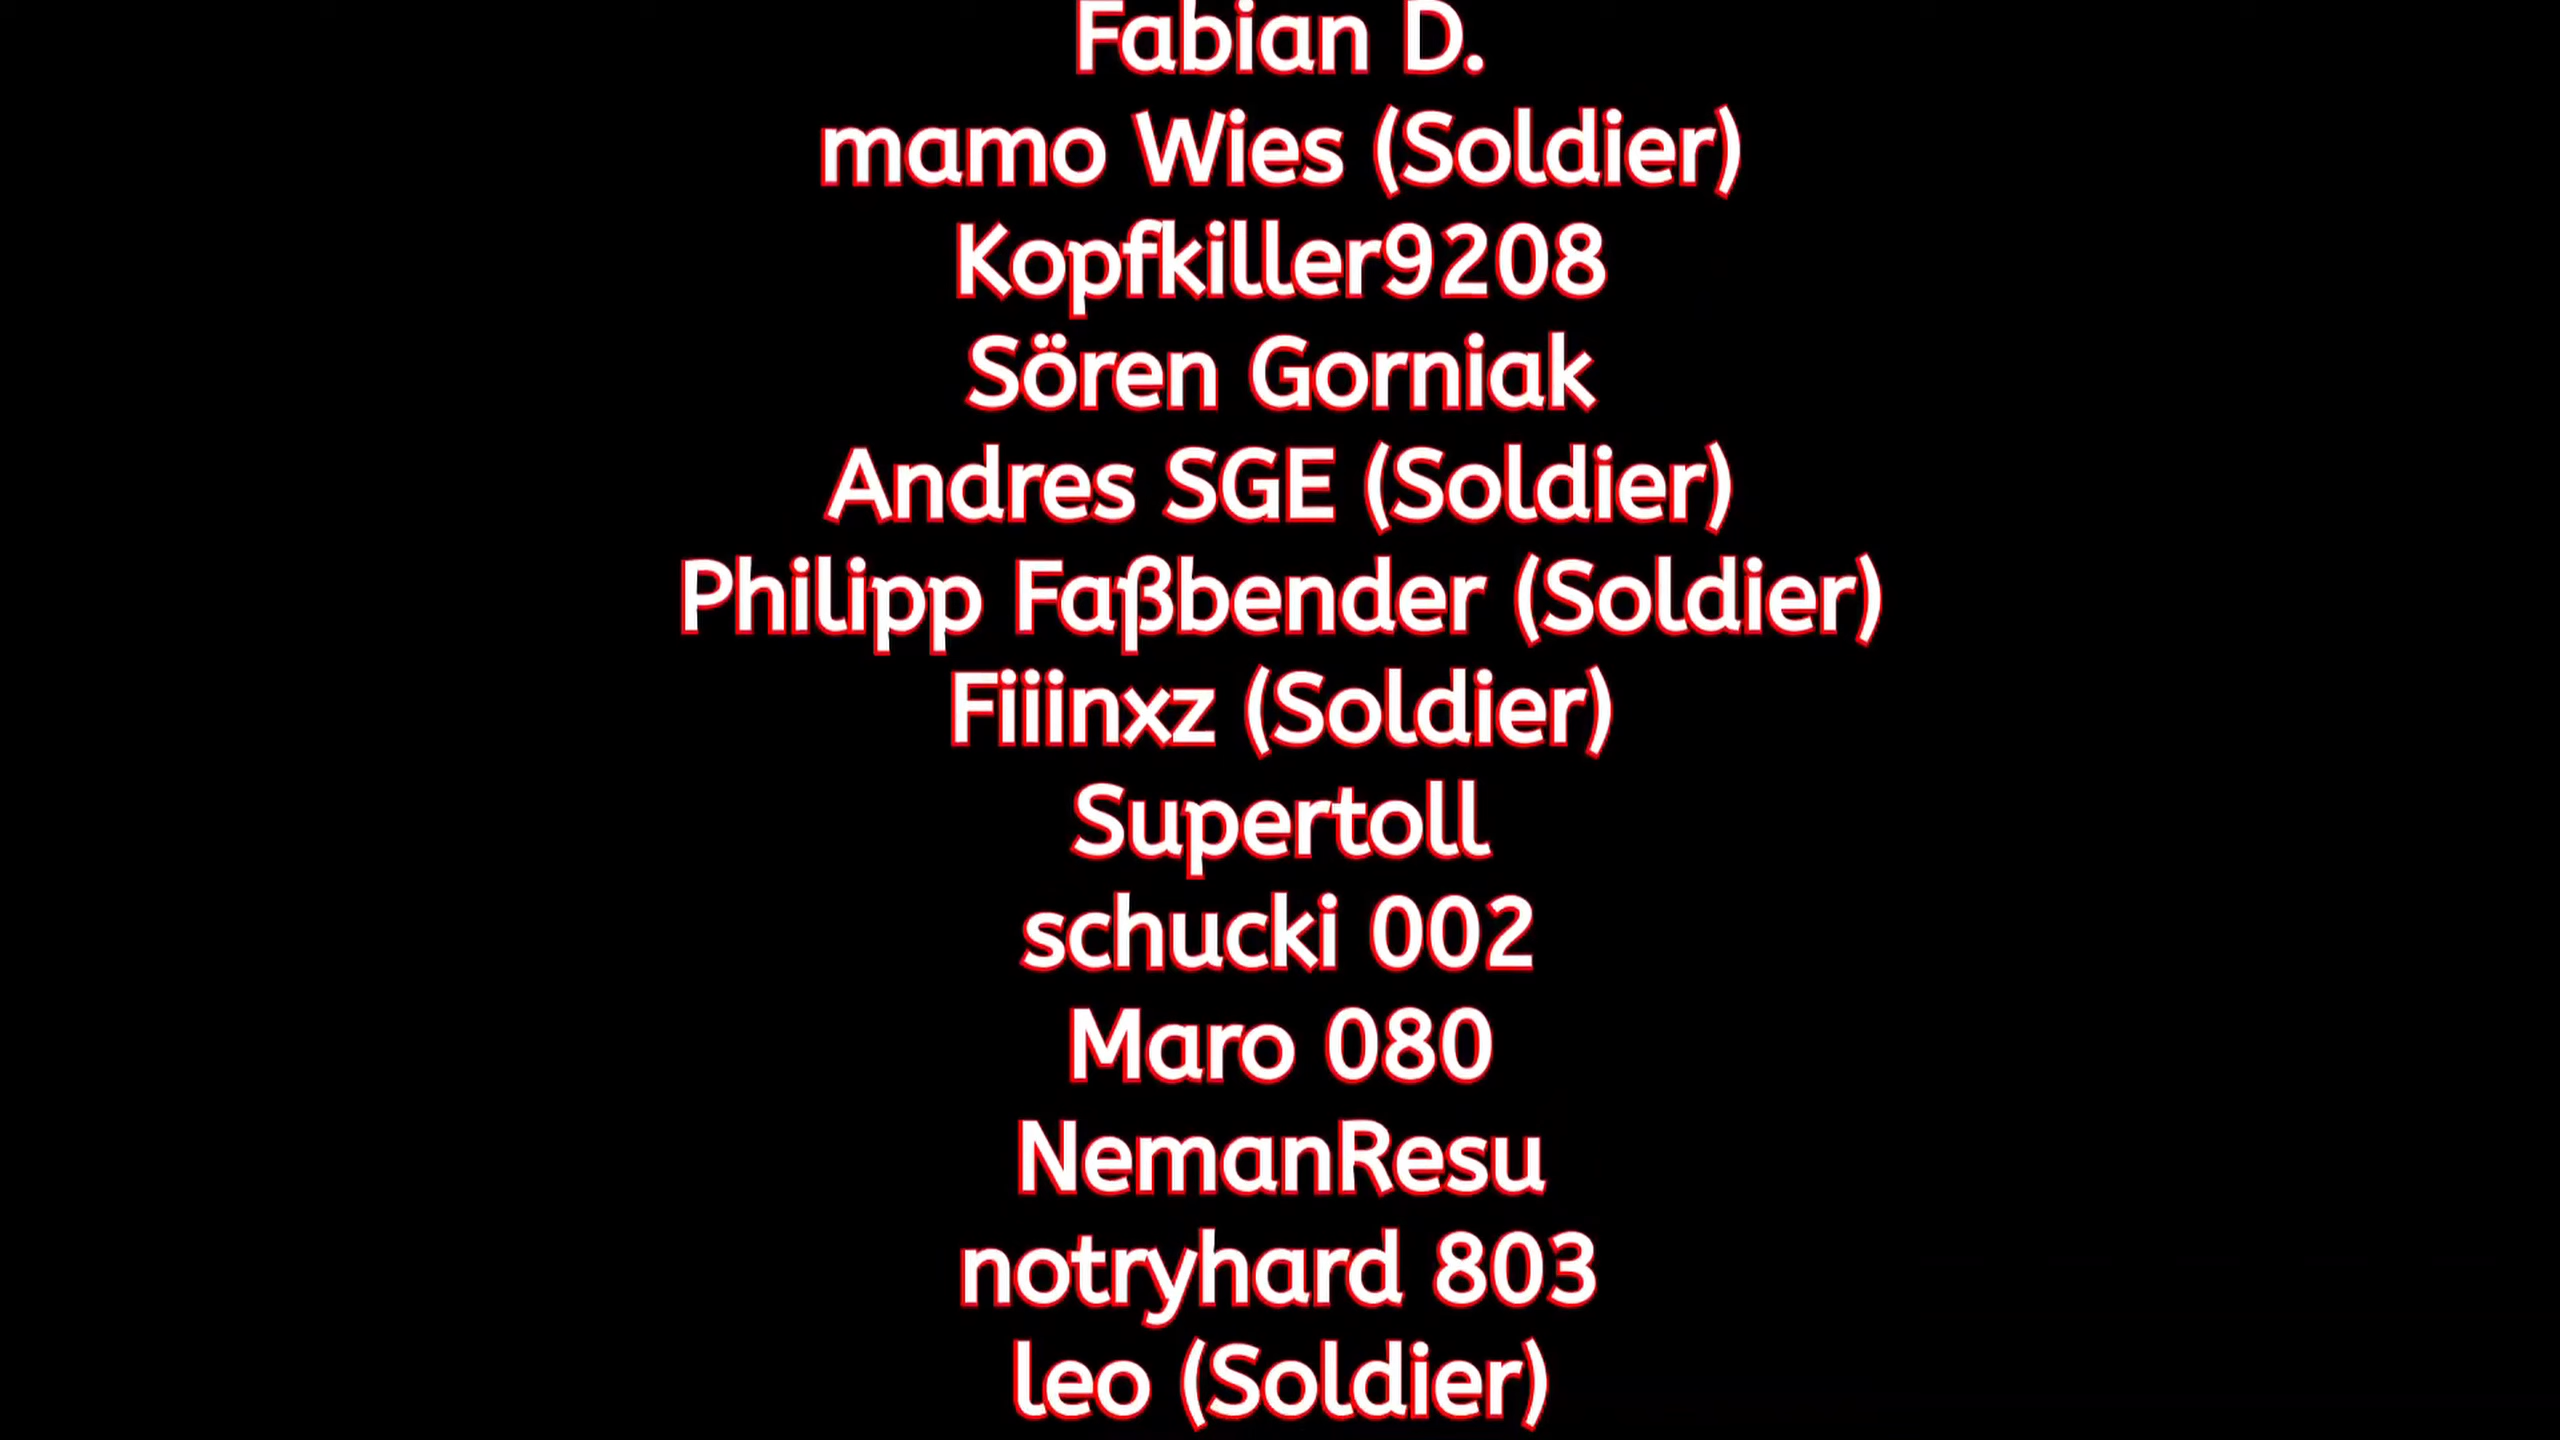 Fabian D.
mamo Wies (Soldier)
Kopfkiller9208
Sören Gorniak
Andres SGE (Soldier)
Philipp Faßbender (Soldier)
Fiiinxz (Soldier)
Supertoll
schucki 002
Maro 080
NemanResu
notryhard 803
leo (Soldier)